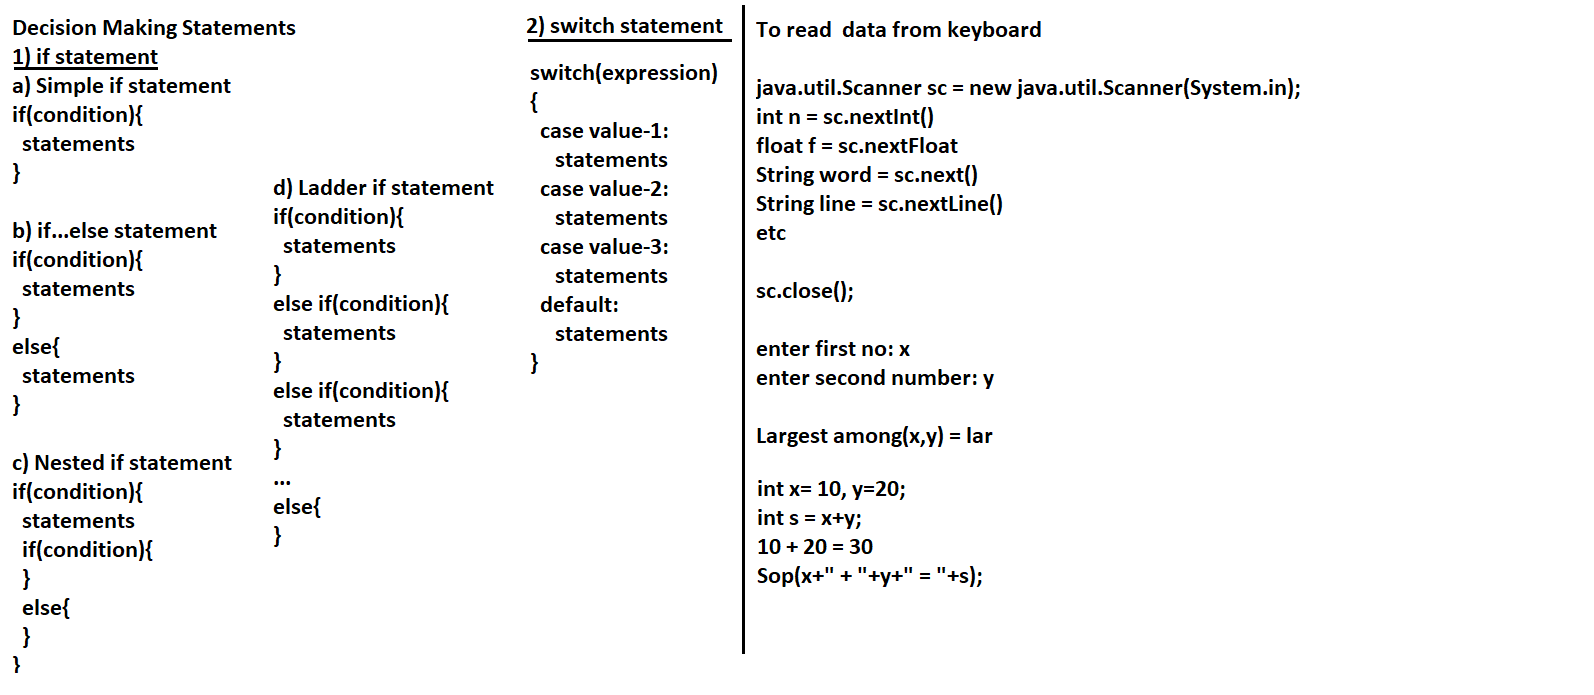 Decision Making Statements
1) if statement
a) Simple if statement
if(condition){
  statements
}
b) if...else statement
if(condition){
  statements
}
else{
  statements
}
c) Nested if statement
if(condition){
  statements
  if(condition){
  }
  else{
  }
}
d) Ladder if statement
if(condition){
  statements
}
else if(condition){
  statements
}
else if(condition){
  statements
}
...
else{
}
2) switch statement
switch(expression)
{
  case value-1:
    statements
  case value-2:
    statements
  case value-3:
    statements
  default:
    statements
}
To read  data from keyboard
java.util.Scanner sc = new java.util.Scanner(System.in);
int n = sc.nextInt()
float f = sc.nextFloat
String word = sc.next()
String line = sc.nextLine()
etc
sc.close();
enter first no: x
enter second number: y
Largest among(x,y) = lar
int x= 10, y=20;
int s = x+y;
10 + 20 = 30
Sop(x+" + "+y+" = "+s);